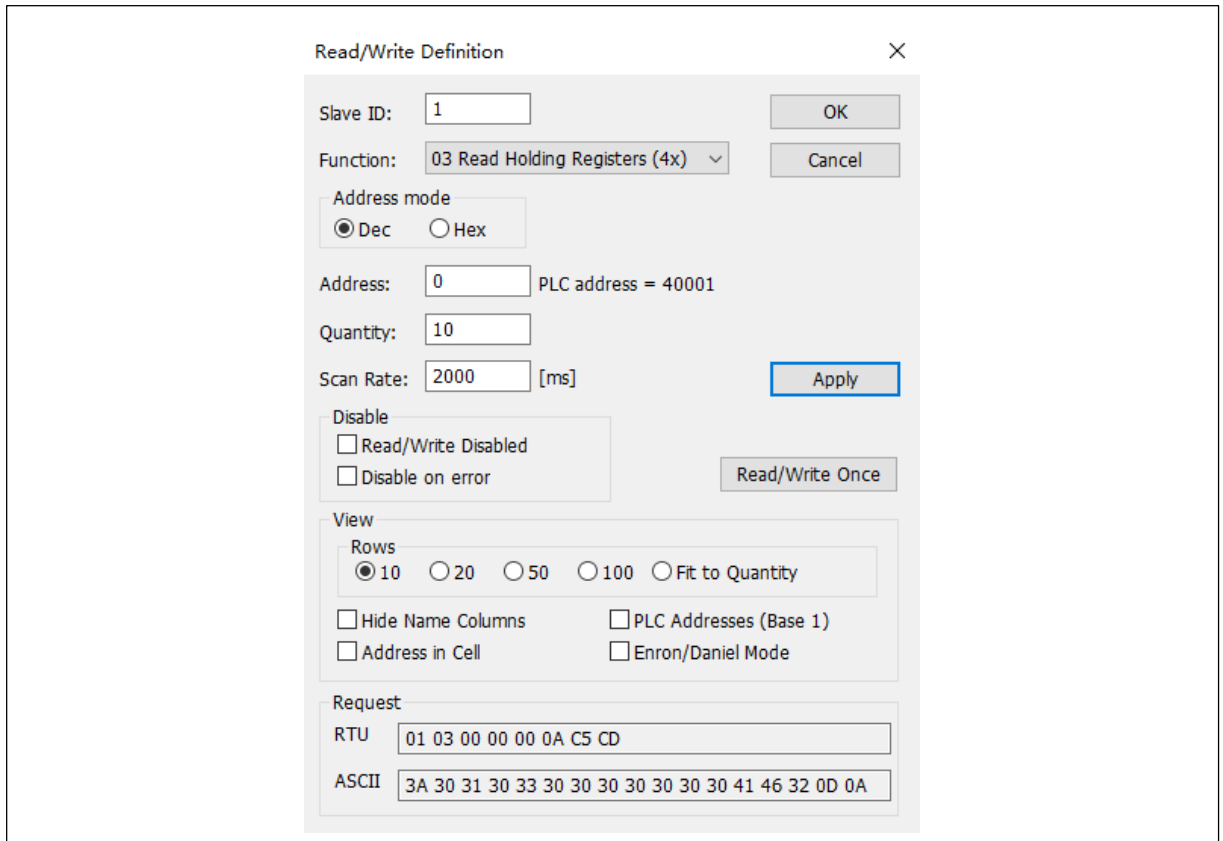 Read/Write Definition
Slave ID: 1 OK
Function: 03 Read Holding Registers (4x) Cancel
Address mode
Dec Hex
Address: 0 PLC address = 40001
Quantity: 10
Scan Rate: 2000 [ms] Apply
Disable
Read/Write Disabled
Disable on error
Read/Write Once
View
Rows
10 20 50 100 Fit to Quantity
Hide Name Columns PLC Addresses (Base 1)
Address in Cell Enron/Daniel Mode
Request
RTU 01 03 00 00 00 0A C5 CD
ASCII 3A 30 31 30 33 30 30 30 30 30 30 30 41 46 32 0D 0A